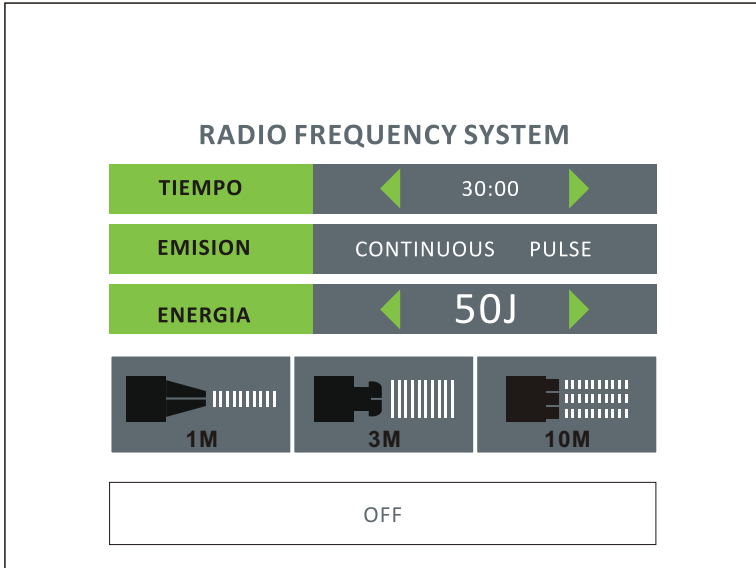 RADIO FREQUENCY SYSTEM
TIEMPO 30:00
EMISION CONTINUOUS PULSE
ENERGIA 50J
1M 3M 10M
OFF